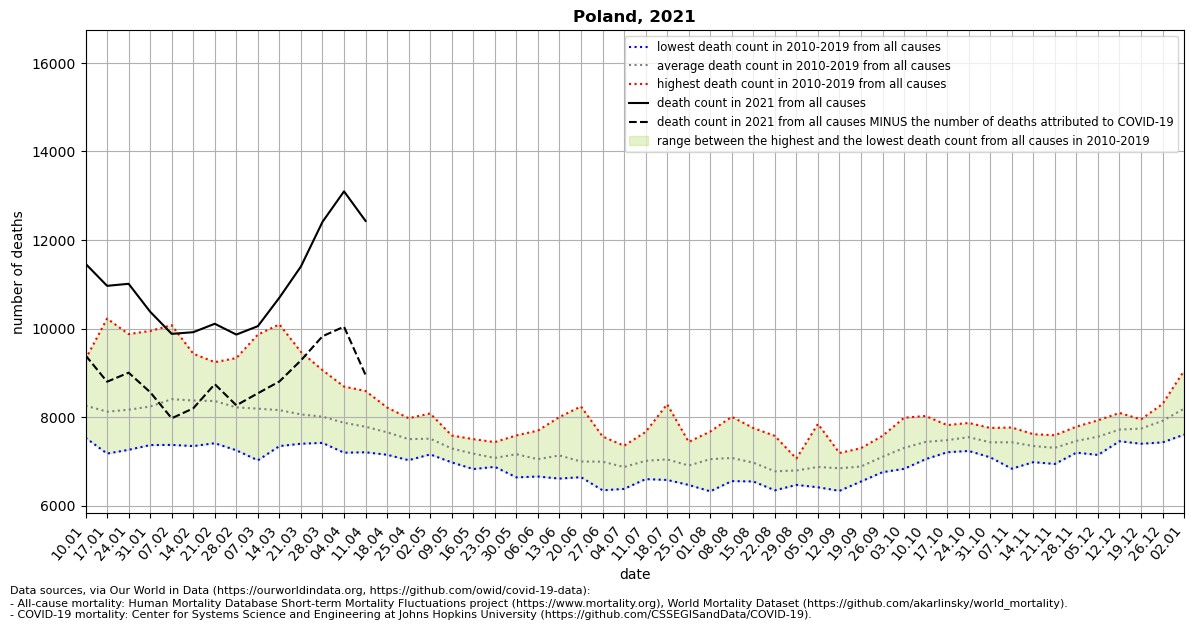 Poland, 2021
lowest death count in 2010-2019 from all causes
average death count in 2010-2019 from all causes
highest death count in 2010-2019 from all causes
death count in 2021 from all causes
death count in 2021 from all causes MINUS the number of deaths attributed to COVID-19
range between the highest and the lowest death count from all causes in 2010-2019
number of deaths
16000
14000
12000
10000
8000
6000
10.01 17.01 24.01 31.01 07.02 14.02 21.02 28.02 07.03 14.03 21.03 28.03 04.04 11.04 18.04 25.04 02.05 09.05 16.05 23.05 30.05 06.06 13.06 20.06 27.06 04.07 11.07 18.07 25.07 01.08 08.08 15.08 22.08 29.08 05.09 12.09 19.09 26.09 03.10 10.10 17.10 24.10 31.10 07.11 14.11 21.11 28.11 05.12 12.12 19.12 26.12 02.01
date
Data sources, via Our World in Data (https://ourworldindata.org, https://github.com/owid/covid-19-data):
- All-cause mortality: Human Mortality Database Short-term Mortality Fluctuations project (https://www.mortality.org), World Mortality Dataset (https://github.com/akarlinsky/world_mortality).
- COVID-19 mortality: Center for Systems Science and Engineering at Johns Hopkins University (https://github.com/CSSEGISandData/COVID-19).